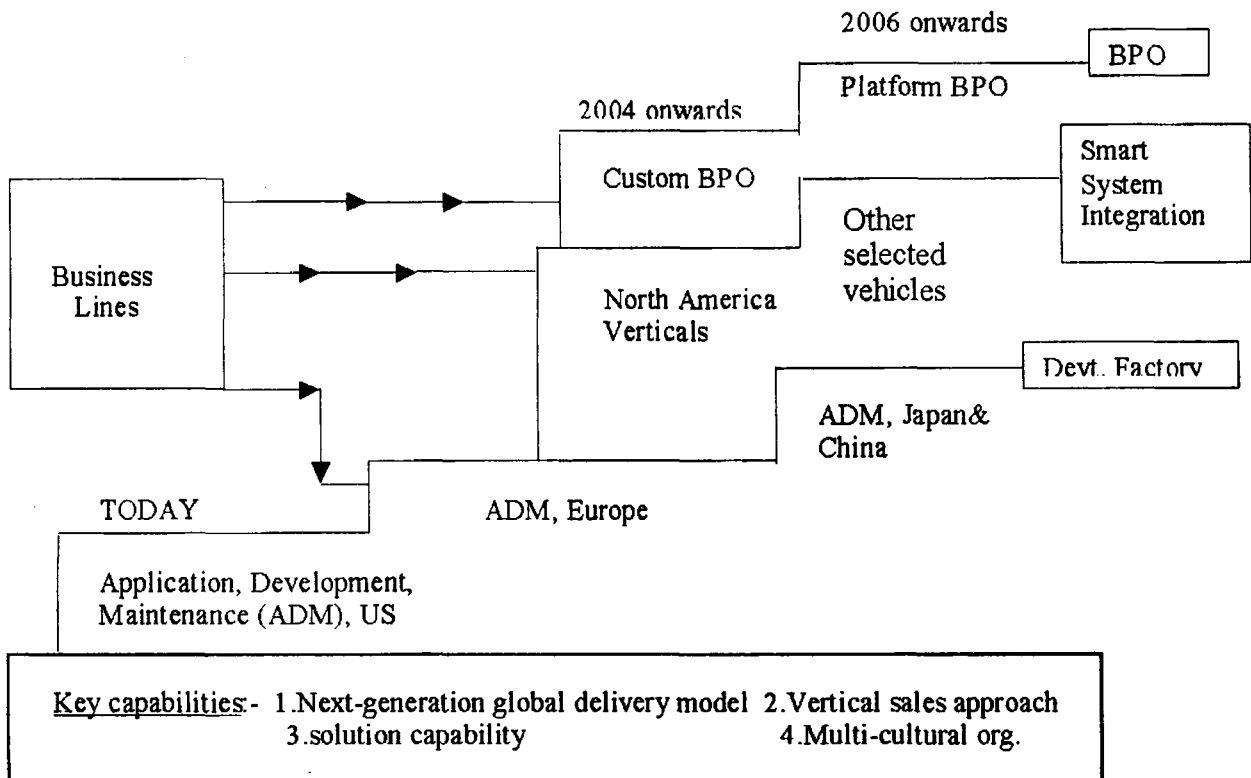 2006 onwards
BPO
Platform BPO
2004 onwards
Smart
System
Integration
Custom BPO
Other
selected
vehicles
Business
Lines
North America
Verticals
Devt.. Factory
ADM, Japan&
China
TODAY
ADM, Europe
Application, Development,
Maintenance (ADM), US
Key capabilities:- 1.Next-generation global delivery model 2.Vertical sales approach
3.solution capability 4.Multi-cultural org.